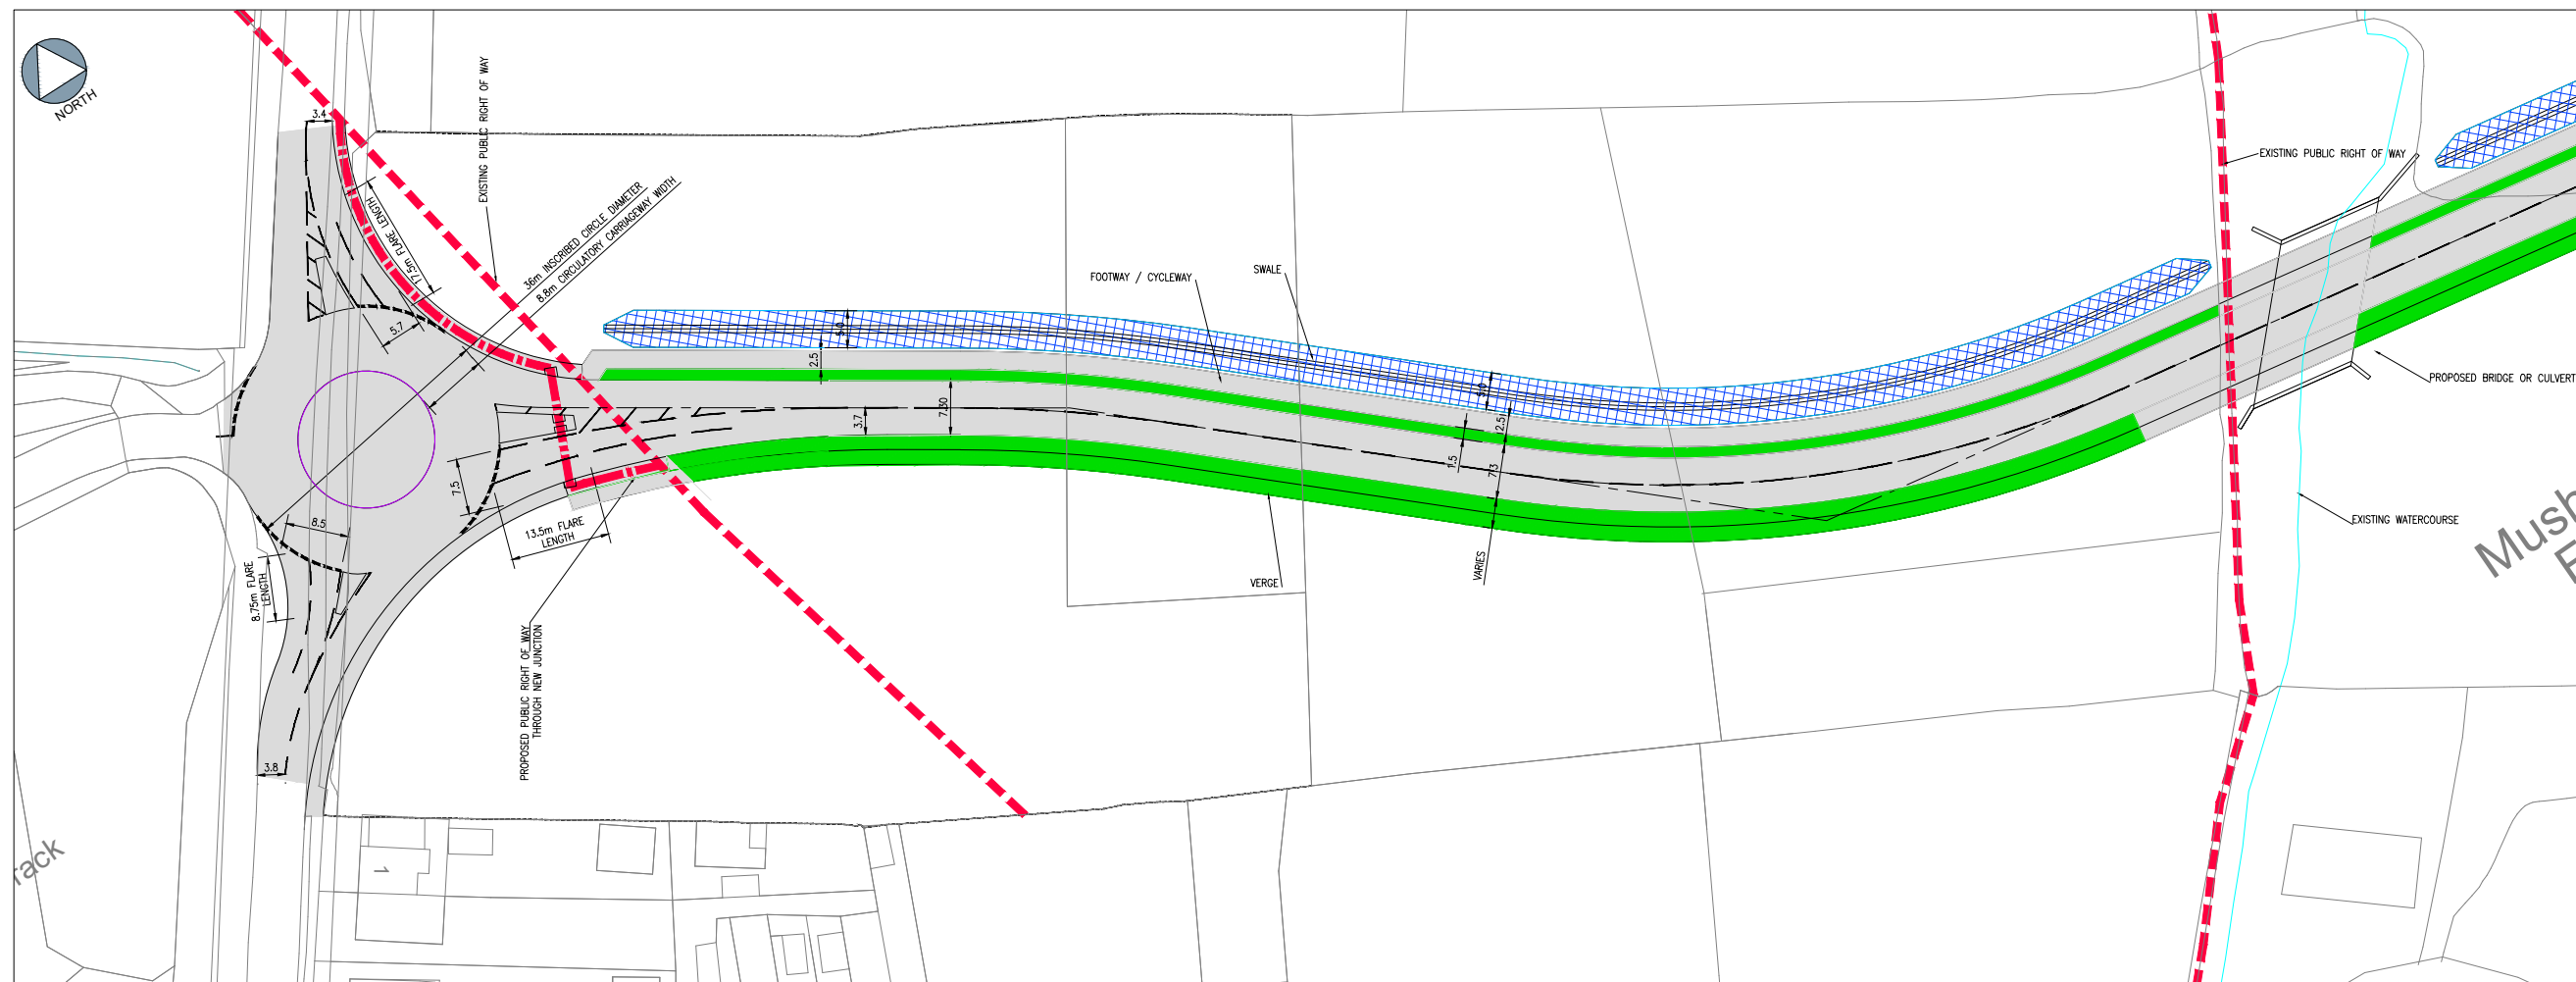 NORTH
3.4
EXISTING PUBLIC RIGHT OF WAY
17.5m FLARE LENGTH
36m INSCRIBED CIRCLE DIAMETER
8.8m CIRCULATORY CARRIAGEWAY WIDTH
5.7
5.0
2.5
7.30
3.7
FOOTWAY / CYCLEWAY
SWALE
5.0
2.5
1.5
7.3
VARIES
VERGE
7.5
13.5m FLARE
LENGTH
8.5
8.75m FLARE
LENGTH
3.8
PROPOSED PUBLIC RIGHT OF WAY
THROUGH NEW JUNCTION
EXISTING PUBLIC RIGHT OF WAY
PROPOSED BRIDGE OR CULVERT
EXISTING WATERCOURSE
Mush
rack
1